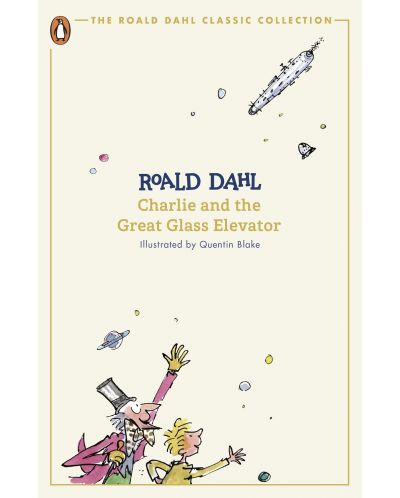 THE ROALD DAHL CLASSIC COLLECTION
ROALD DAHL
Charlie and the
Great Glass Elevator
Illustrated by Quentin Blake